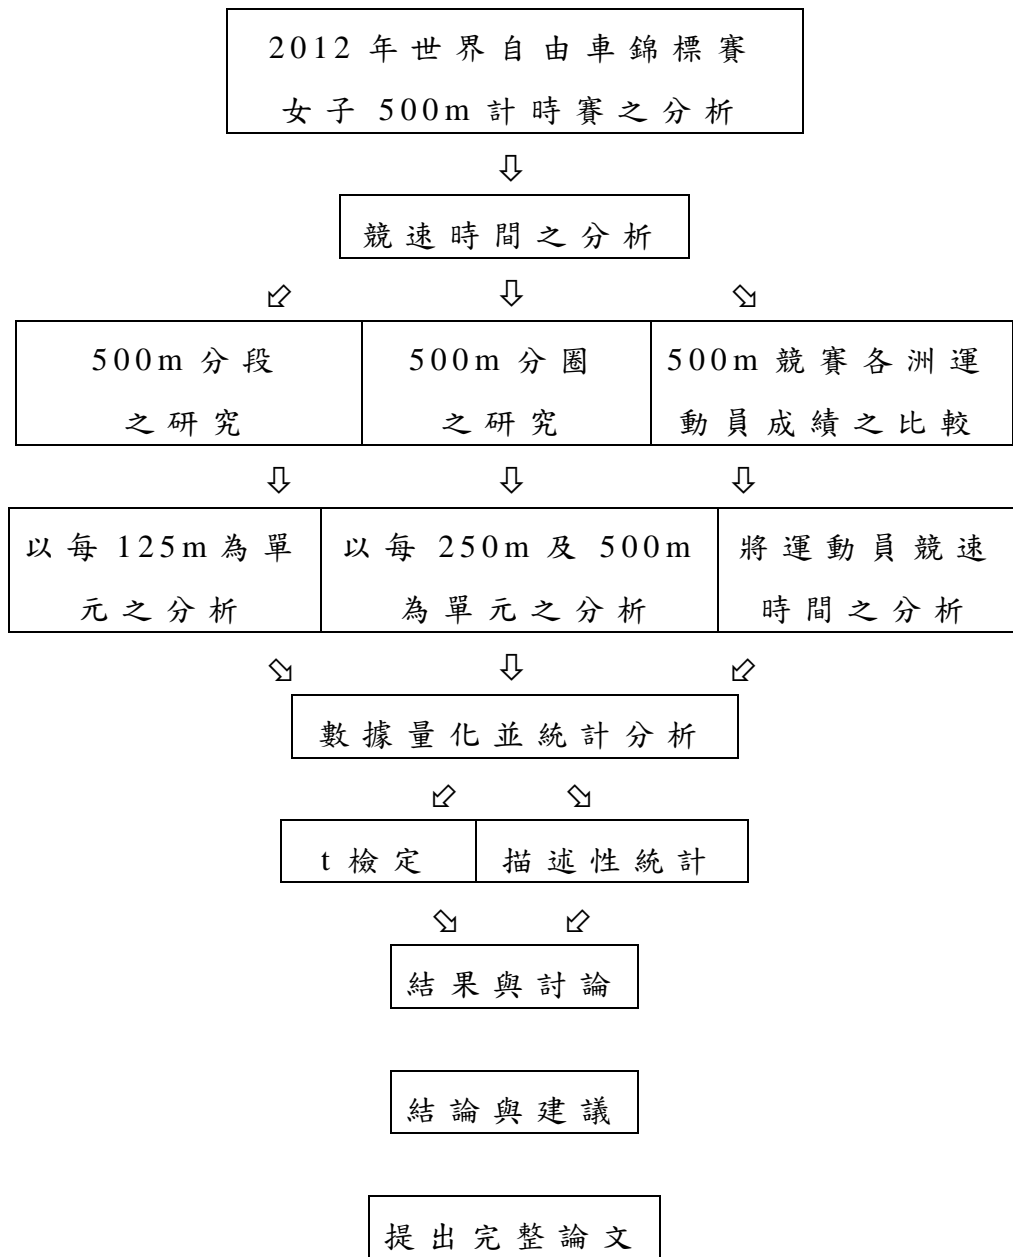 2012 年世界自由車錦標賽
女子 500m 計時賽之分析
⇩
競速時間之分析
⬃ ⇩ ⬂
500m 分段
之研究
500m 分圈
之研究
500m 競賽各洲運
動員成績之比較
⇩ ⇩ ⇩
以每 125m 為單
元之分析
以每 250m 及 500m
為單元之分析
將運動員競速
時間之分析
⬂ ⇩ ⬃
數據量化並統計分析
⬃ ⬂
t 檢定
描述性統計
⬂ ⬃
結果與討論
結論與建議
提出完整論文